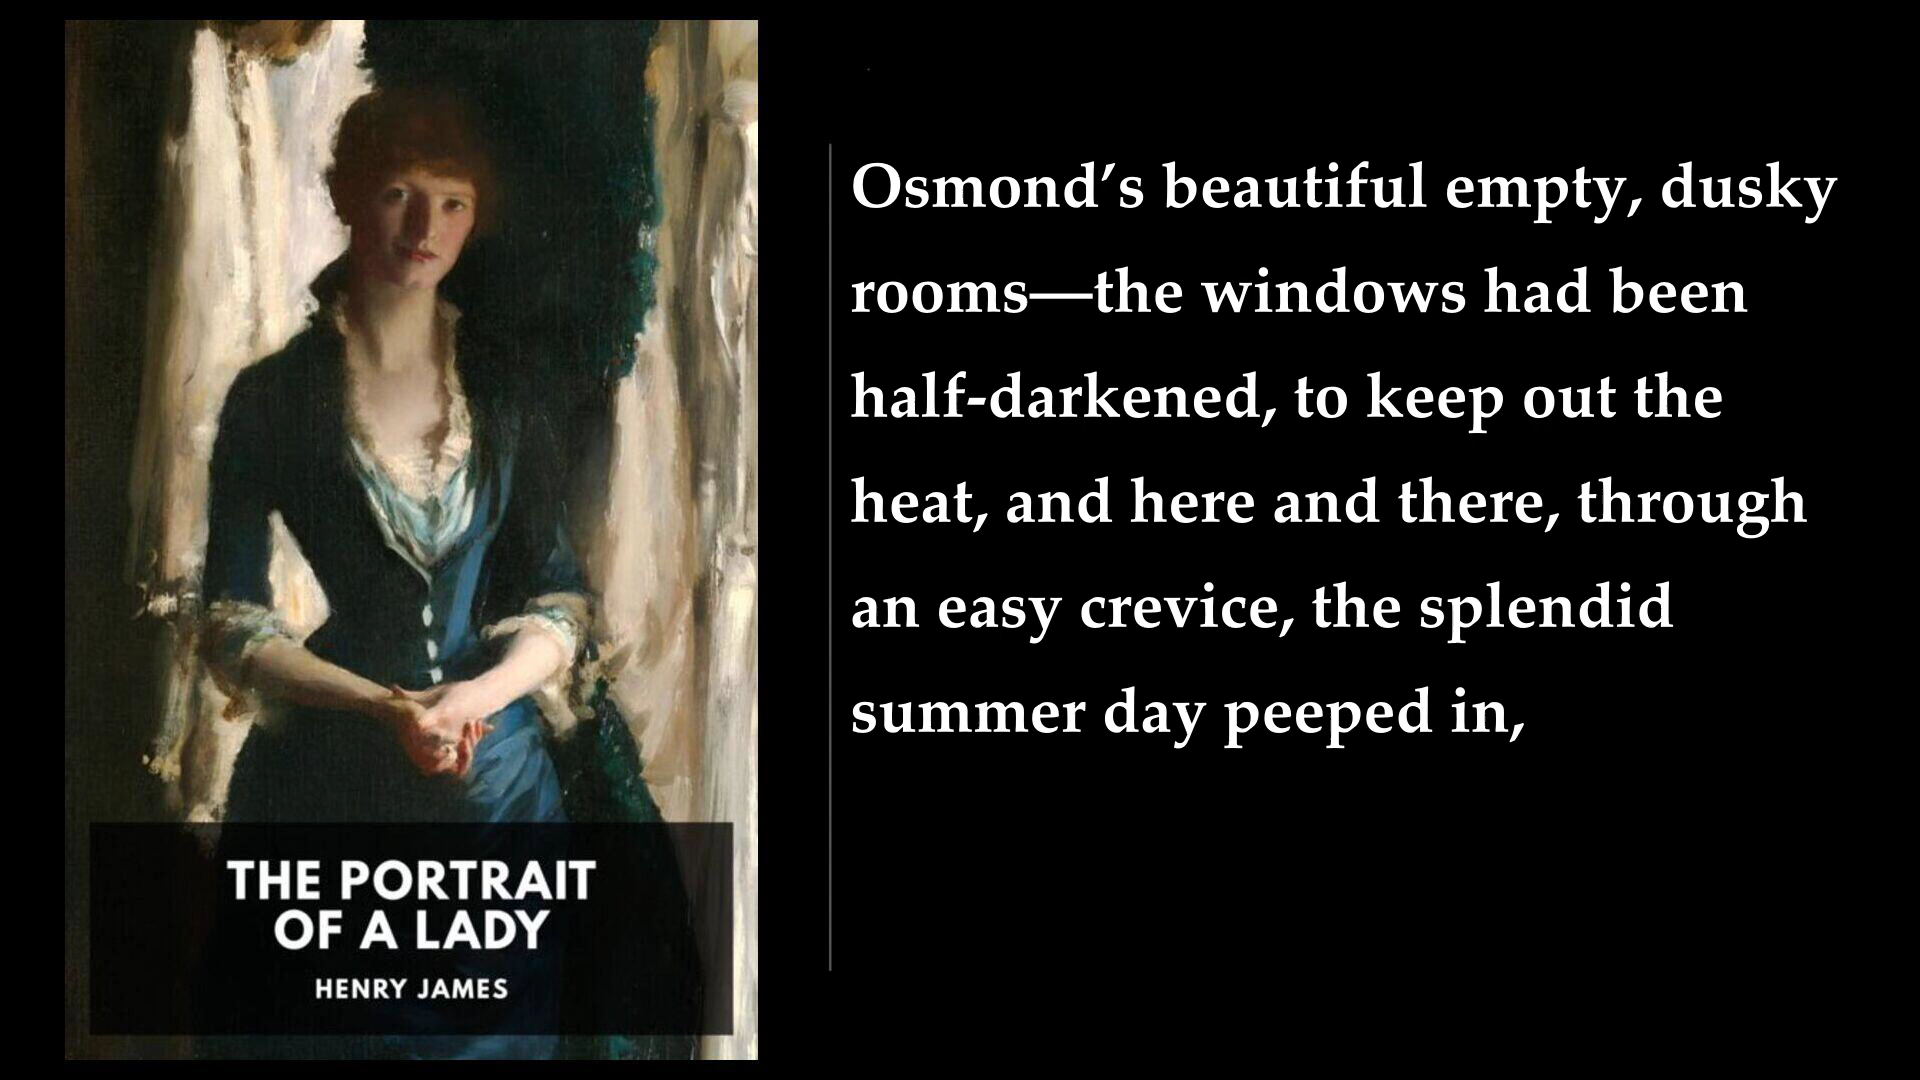 THE PORTRAIT
OF A LADY
HENRY JAMES
Osmond’s beautiful empty, dusky
rooms—the windows had been
half-darkened, to keep out the
heat, and here and there, through
an easy crevice, the splendid
summer day peeped in,